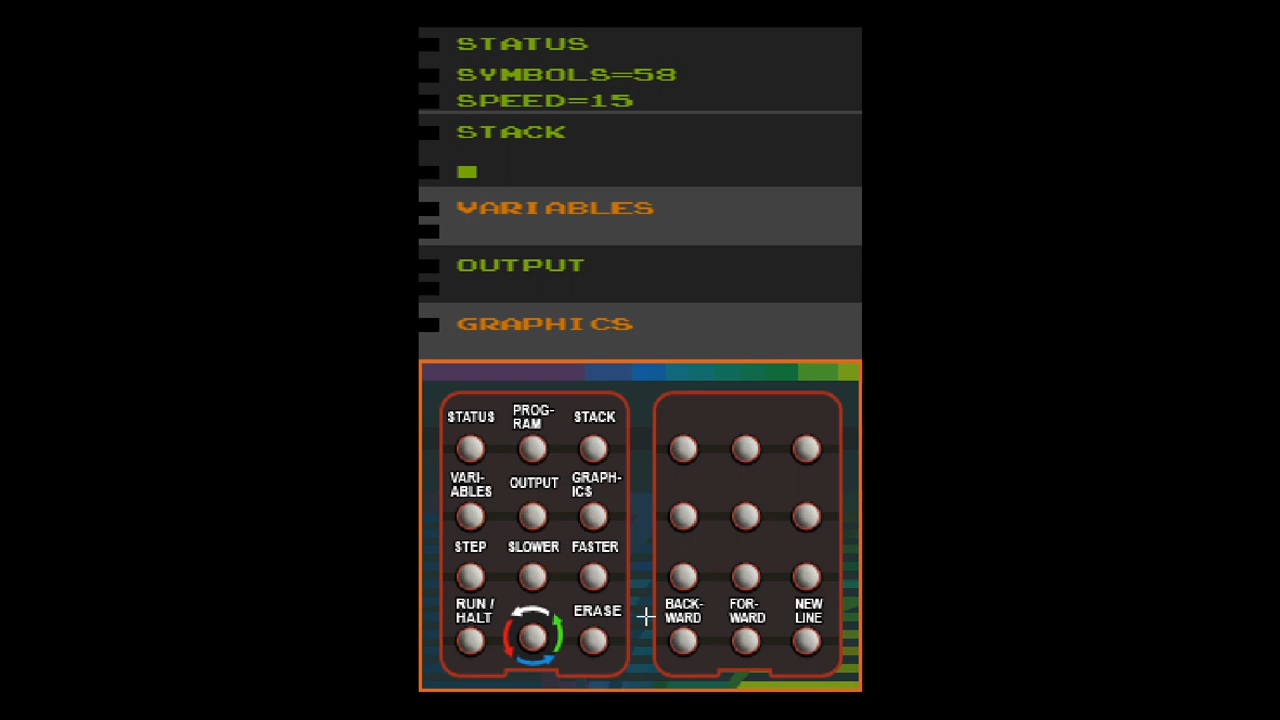 STATUS
SYMBOLS=58
SPEED=15
STACK
VARIABLES
OUTPUT
GRAPHICS
STATUS PROG-RAM STACK
VARI-ABLES OUTPUT GRAPH-ICS
STEP SLOWER FASTER
RUN / HALT ERASE
BACK-WARD FOR-WARD NEW LINE